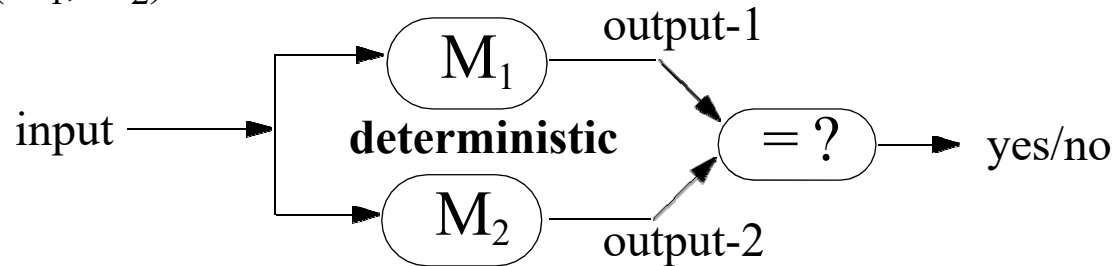 output-1
M₁
input
deterministic
= ?
yes/no
M₂
output-2